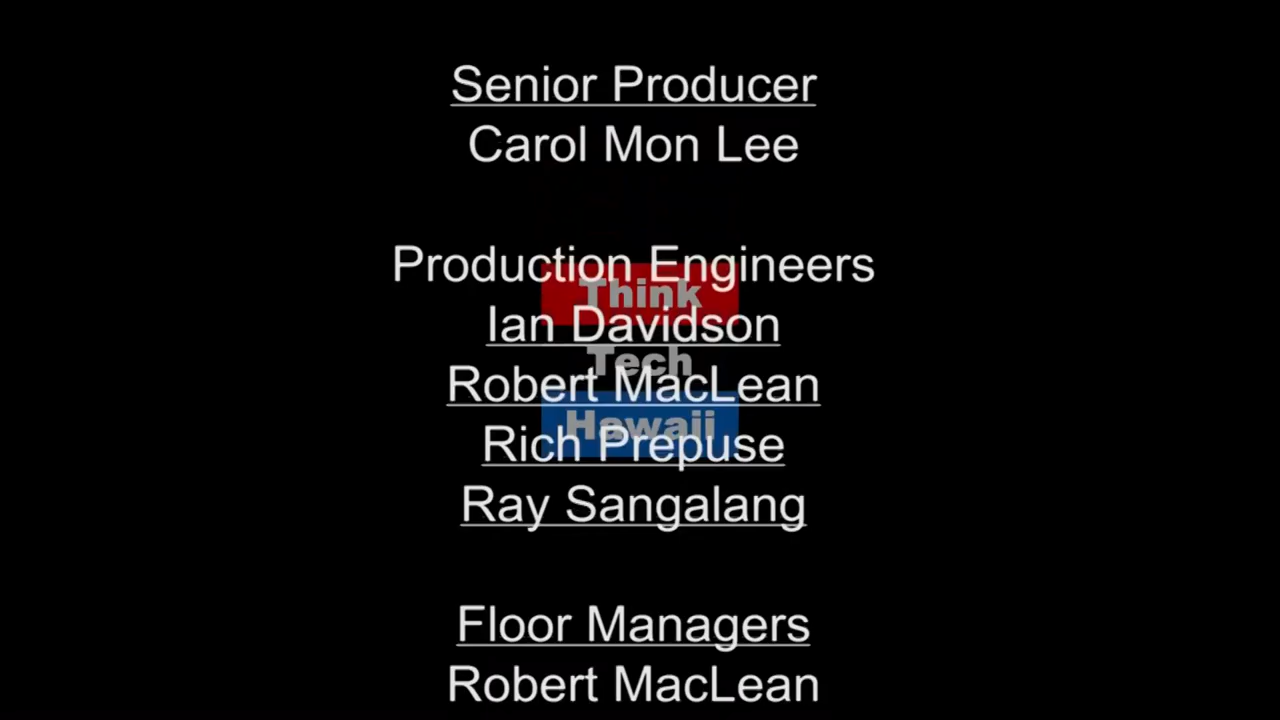 Senior Producer
Carol Mon Lee
Production Engineers
Think
Ian Davidson
Tech
Robert MacLean
Hawaii
Rich Prepuse
Ray Sangalang
Floor Managers
Robert MacLean